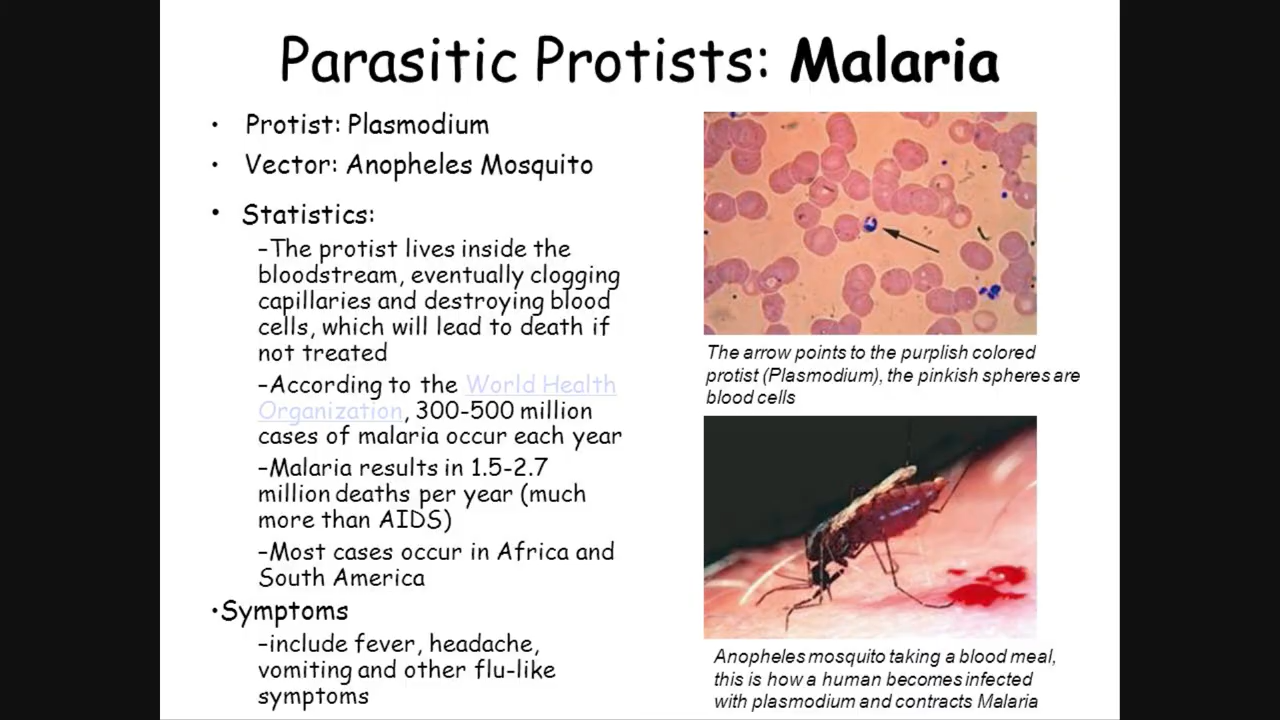 Parasitic Protists: Malaria
• Protist: Plasmodium
• Vector: Anopheles Mosquito
• Statistics:
–The protist lives inside the
bloodstream, eventually clogging
capillaries and destroying blood
cells, which will lead to death if
not treated
–According to the World Health
Organization, 300-500 million
cases of malaria occur each year
–Malaria results in 1.5-2.7
million deaths per year (much
more than AIDS)
–Most cases occur in Africa and
South America
•Symptoms
–include fever, headache,
vomiting and other flu-like
symptoms
The arrow points to the purplish colored
protist (Plasmodium), the pinkish spheres are
blood cells
Anopheles mosquito taking a blood meal,
this is how a human becomes infected
with plasmodium and contracts Malaria